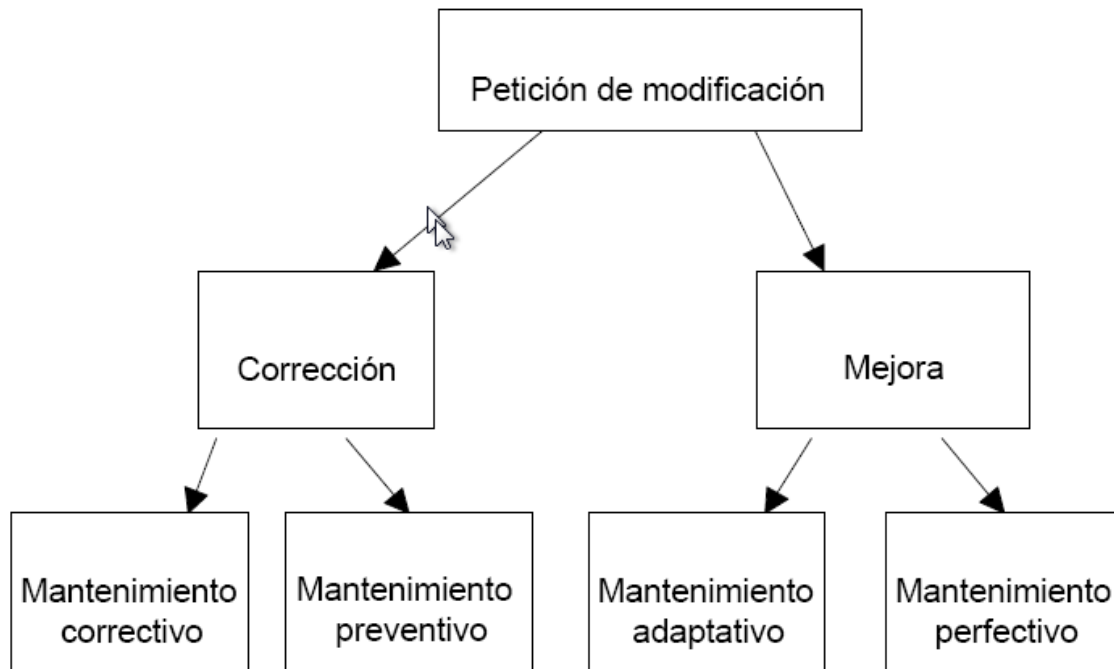 Petición de modificación
Corrección
Mejora
Mantenimiento
correctivo
Mantenimiento
preventivo
Mantenimiento
adaptativo
Mantenimiento
perfectivo